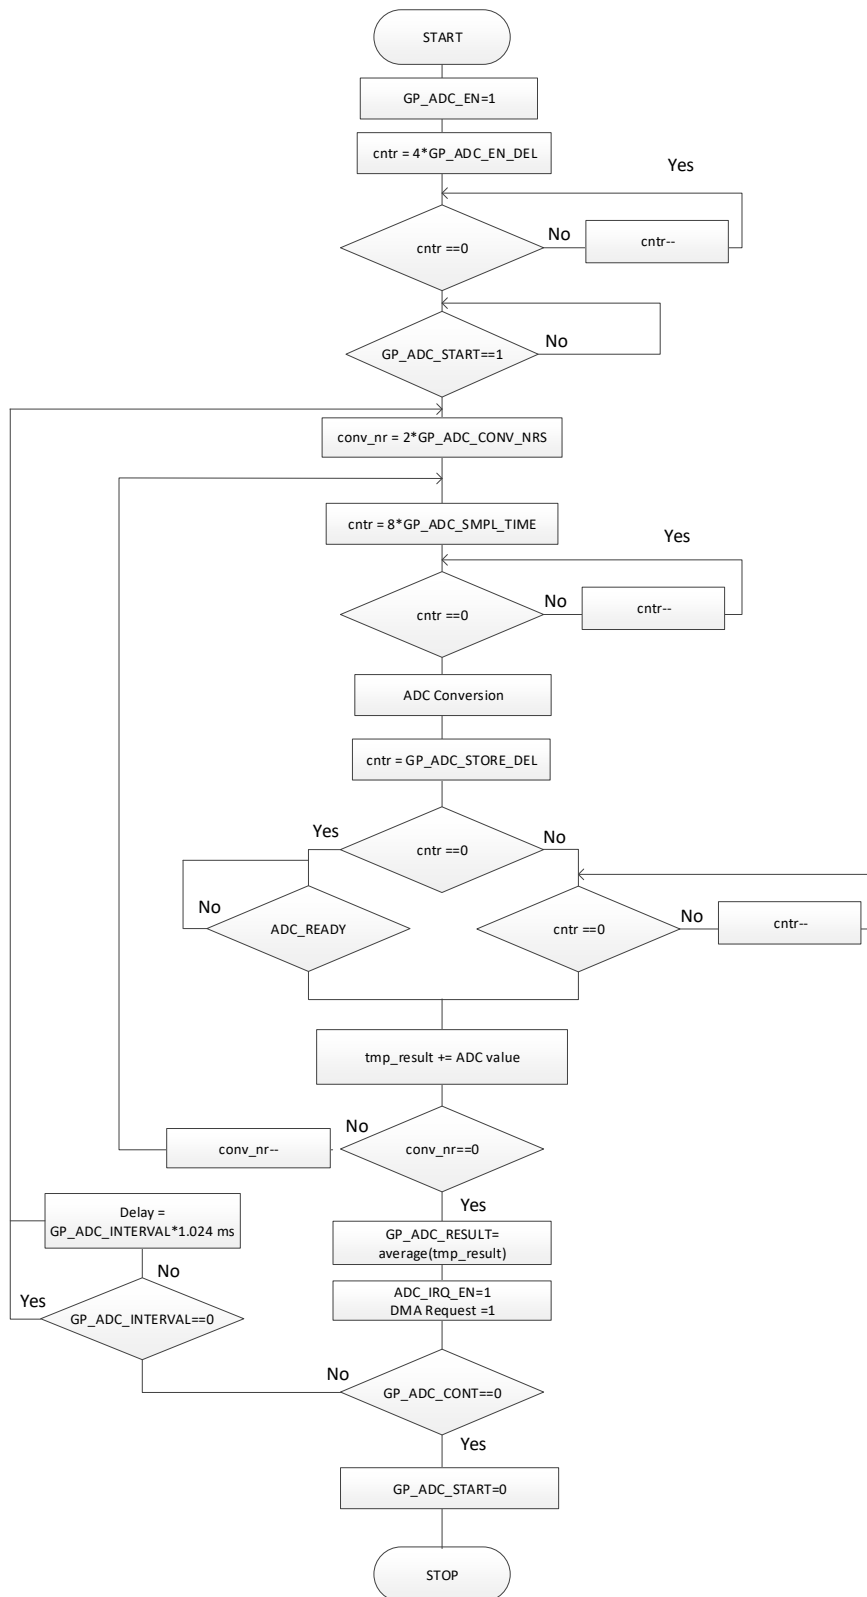 START
GP_ADC_EN=1
cntr = 4*GP_ADC_EN_DEL
Yes
cntr ==0
No
cntr--
GP_ADC_START==1
No
conv_nr = 2*GP_ADC_CONV_NRS
cntr = 8*GP_ADC_SMPL_TIME
Yes
cntr ==0
No
cntr--
ADC Conversion
cntr = GP_ADC_STORE_DEL
Yes
cntr ==0
No
No
ADC_READY
cntr ==0
No
cntr--
tmp_result += ADC value
conv_nr--
No
conv_nr==0
Yes
Delay =
GP_ADC_INTERVAL*1.024 ms
GP_ADC_RESULT=
average(tmp_result)
No
Yes
GP_ADC_INTERVAL==0
ADC_IRQ_EN=1
DMA Request =1
No
GP_ADC_CONT==0
Yes
GP_ADC_START=0
STOP